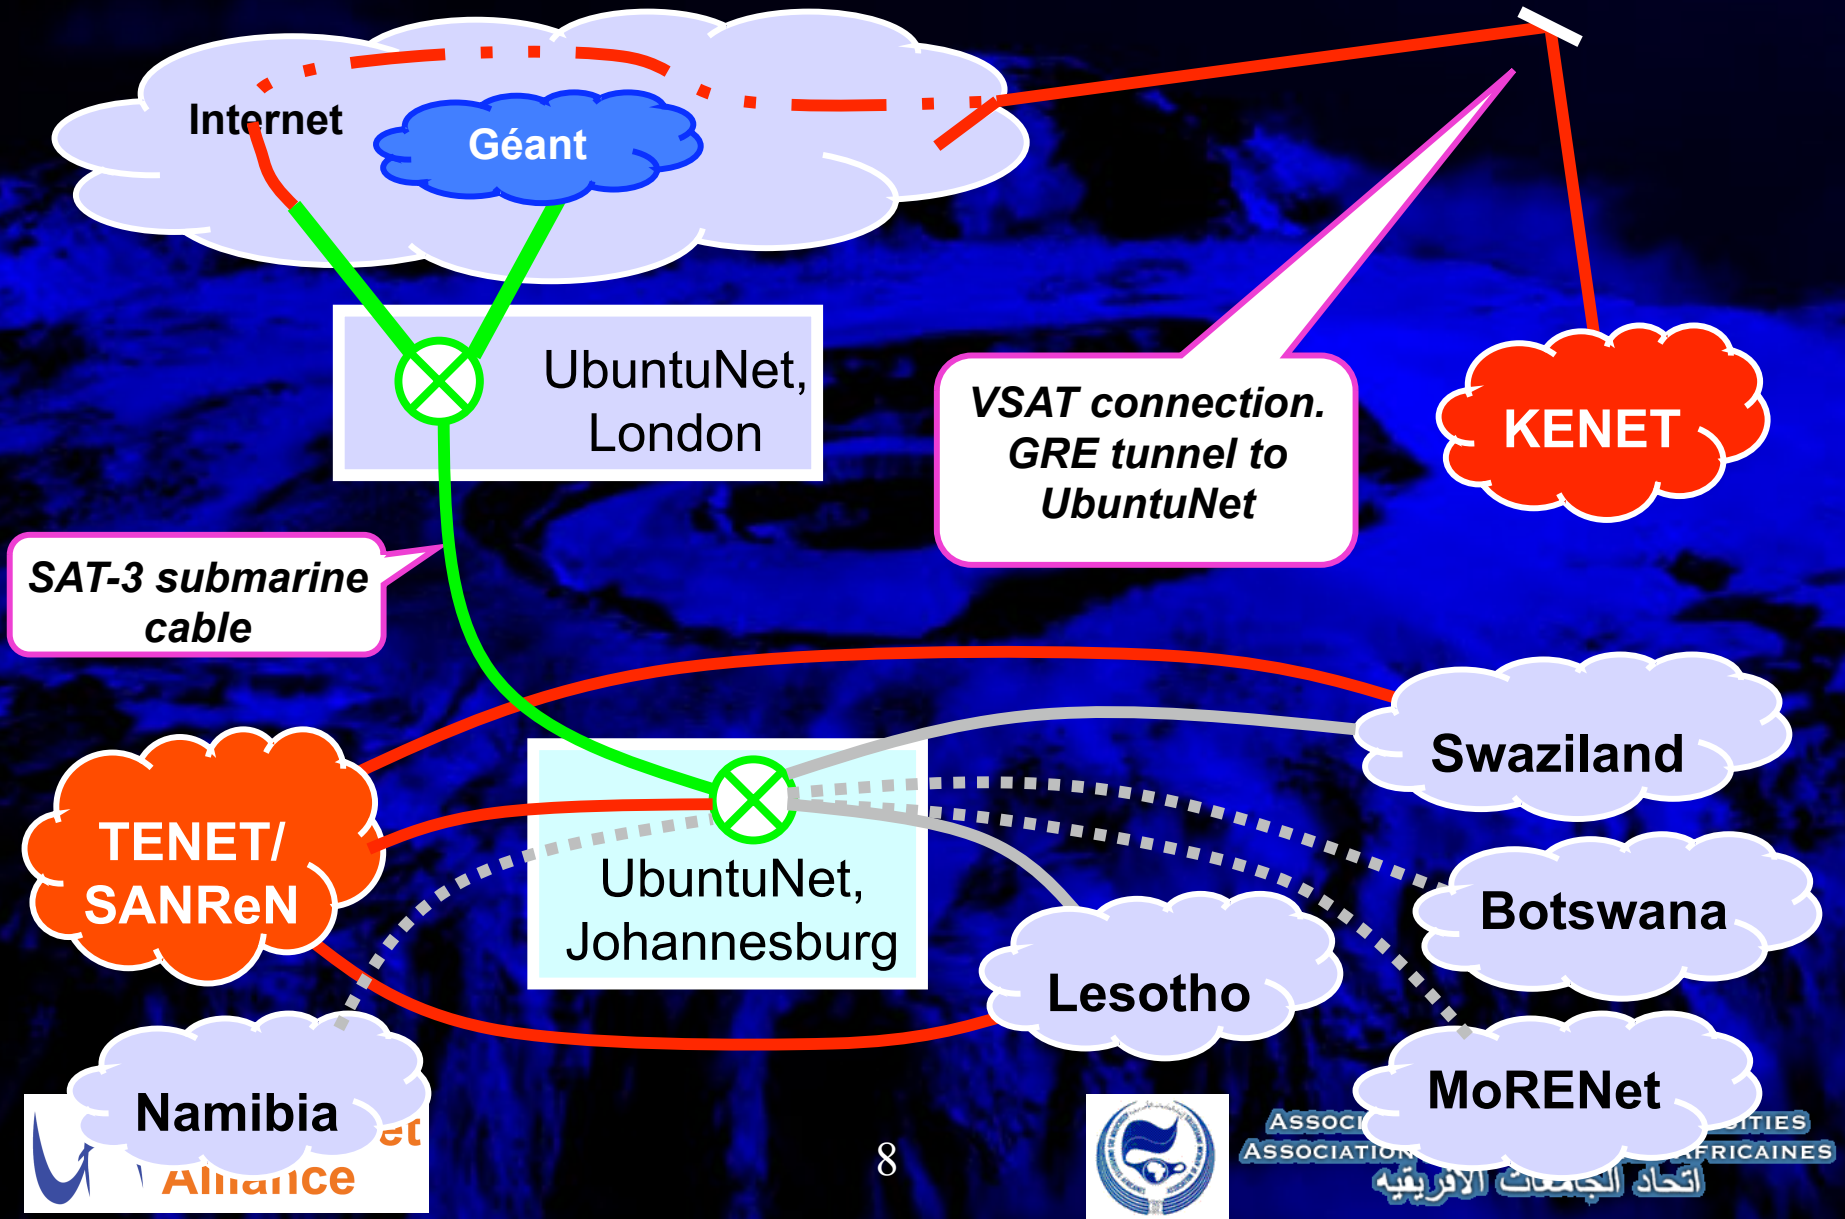 Internet
Géant
UbuntuNet,
London
VSAT connection.
GRE tunnel to
UbuntuNet
KENET
SAT-3 submarine
cable
Swaziland
TENET/
SANReN
UbuntuNet,
Johannesburg
Botswana
Lesotho
MoRENet
Namibia
Alliance
8
اتحاد الجامعات الأفريقيه